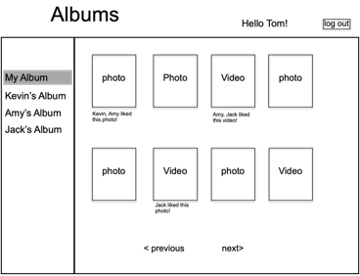 Albums
Hello Tom!
log out
My Album
Kevin's Album
Amy's Album
Jack's Album
photo
Photo
Video
photo
Kevin, Amy liked
this photo!
Amy, Jack liked
this video!
photo
Video
photo
Video
Jack liked this
photo!
< previous
next>